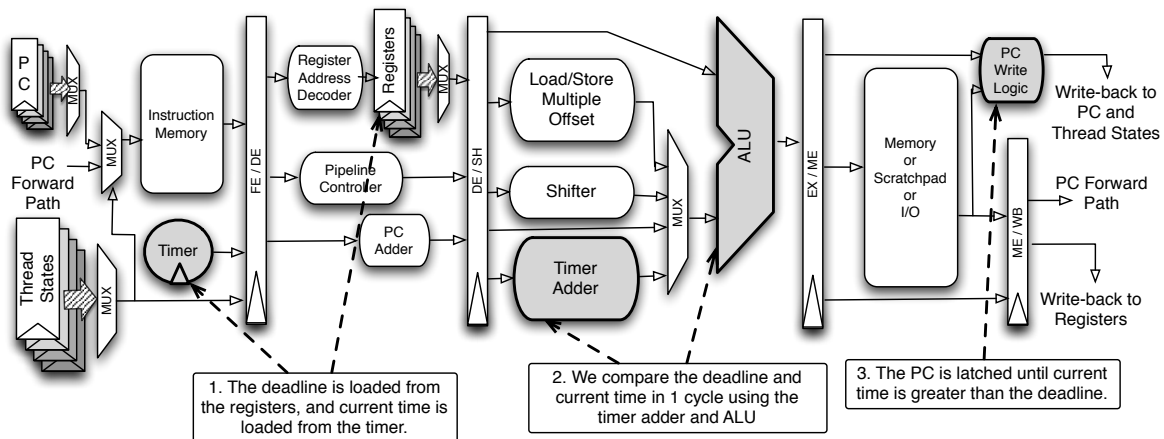 PC
MUX
PC
Forward
Path
MUX
Thread
States
MUX
Instruction
Memory
Timer
FE / DE
Register
Address
Decoder
Registers
MUX
Pipeline
Controller
PC
Adder
DE / SH
Load/Store
Multiple
Offset
Shifter
Timer
Adder
MUX
ALU
EX / ME
Memory
or
Scratchpad
or
I/O
PC
Write
Logic
ME / WB
Write-back to
PC and
Thread States
PC Forward
Path
Write-back to
Registers
1. The deadline is loaded from
the registers, and current time is
loaded from the timer.
2. We compare the deadline and
current time in 1 cycle using the
timer adder and ALU
3. The PC is latched until current
time is greater than the deadline.